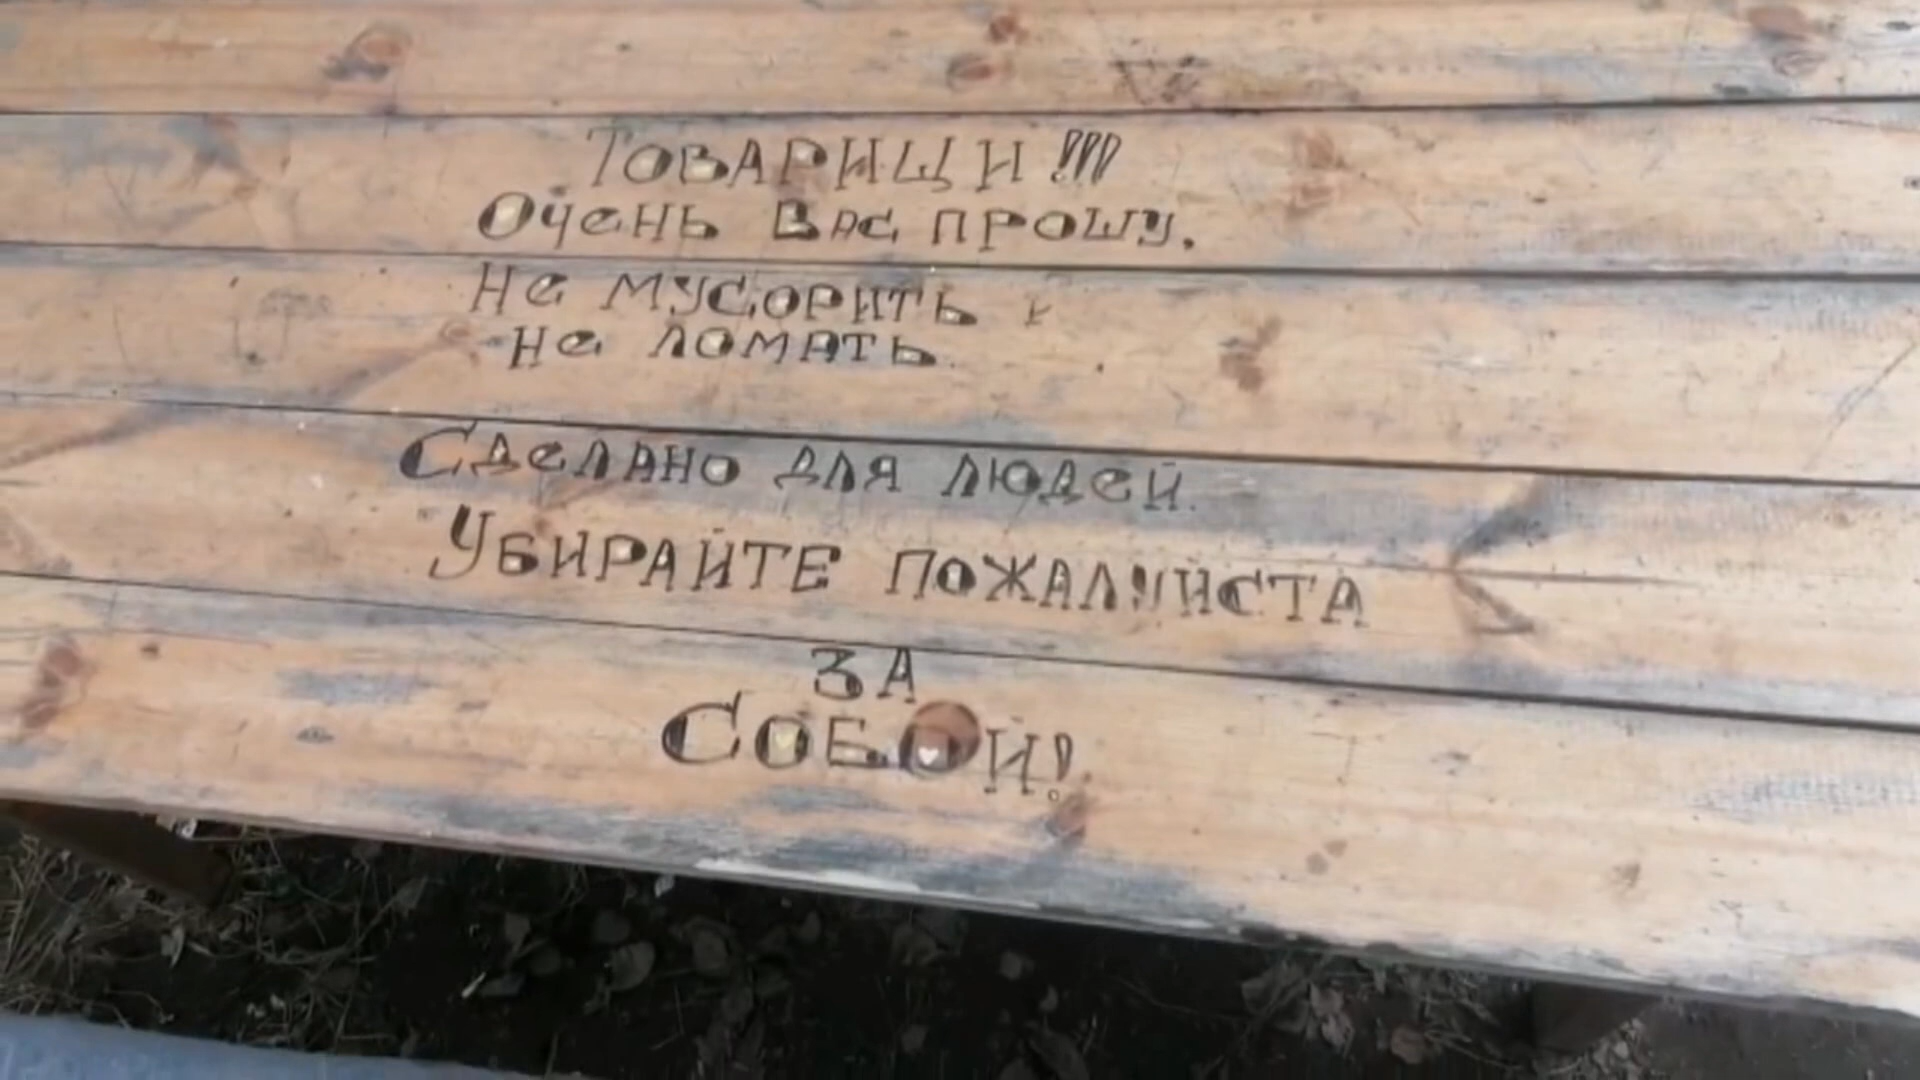 Товарищи!!!
Очень Вас прошу.
Не мусорить и
не ломать.
Сделано для людей.
Убирайте пожалуйста
за
Собой!